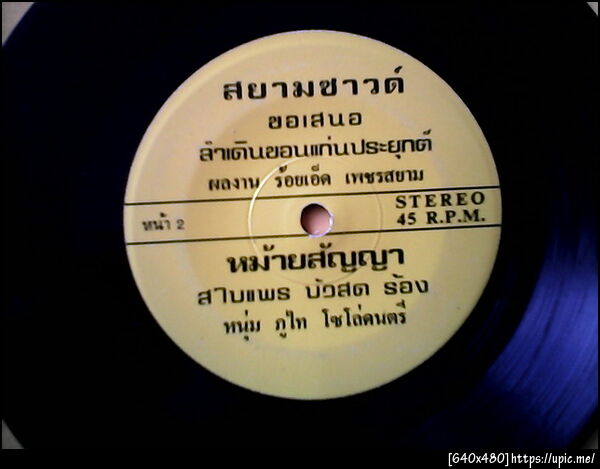 สยามซาวด์
ขอเสนอ
ลำเดินขอนแก่นประยุกต์
ผลงาน ร้อยเอ็ด เพชรสยาม
STEREO
หน้า 2
45 R.P.M.
หม้ายสัญญา
สาบแพร บัวสด ร้อง
หนุ่ม ภูไท โซโล่ดนตรี
[640x480]https://upic.me/